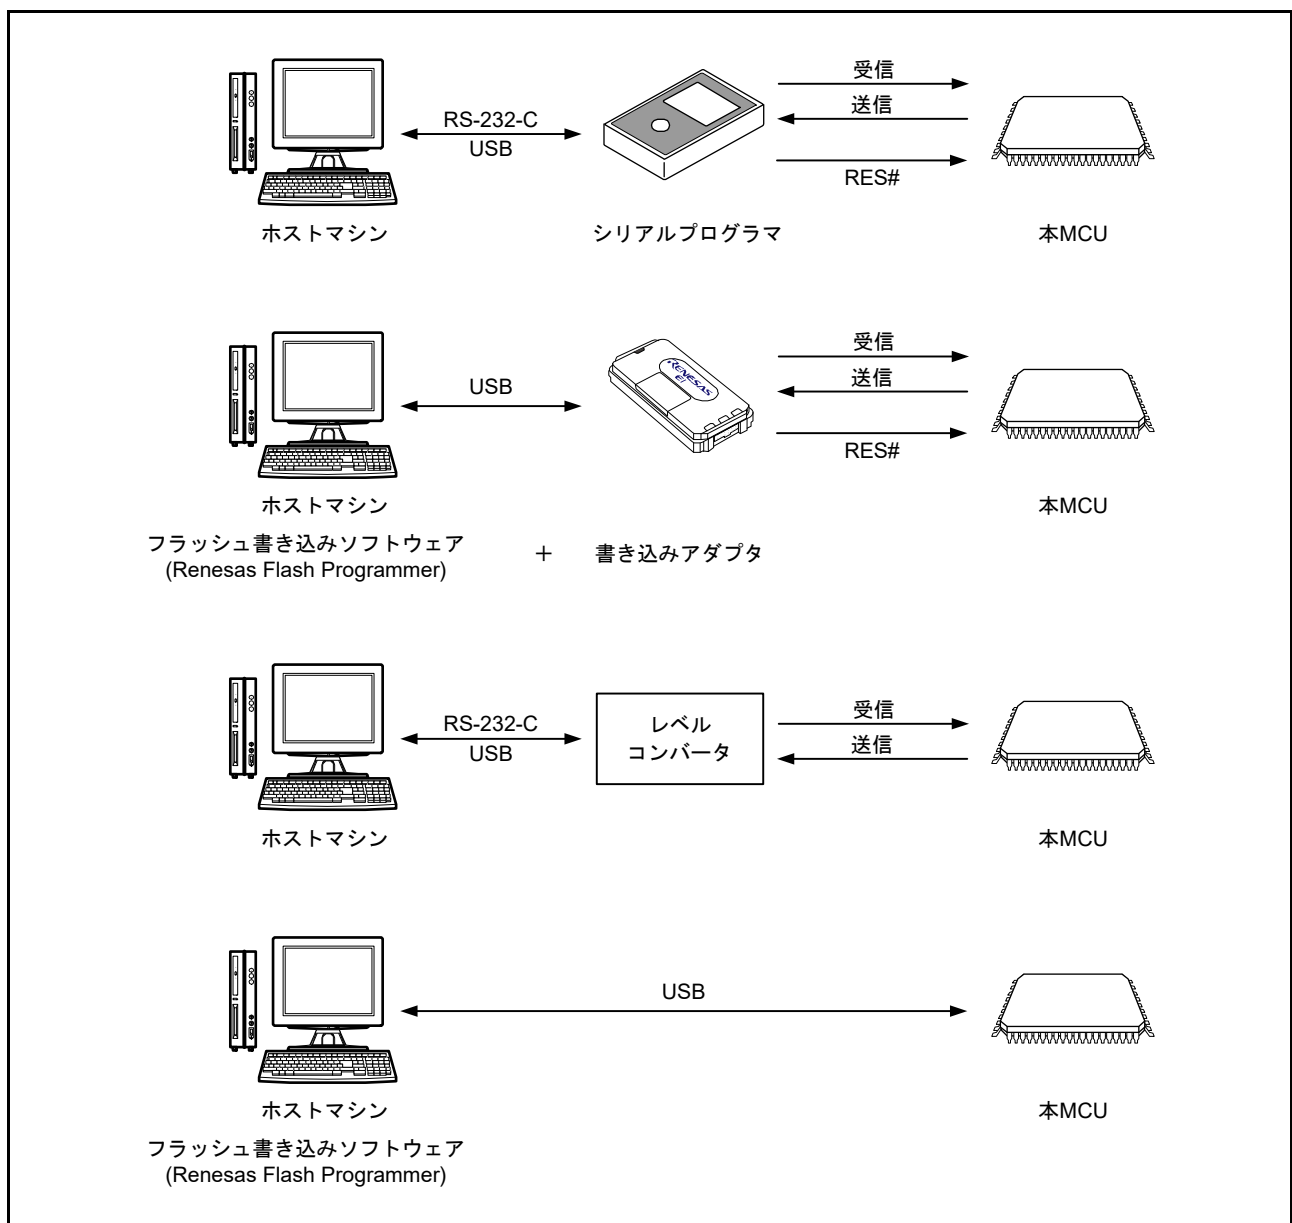 受信
送信
RS-232-C
USB
RES#
ホストマシン
シリアルプログラマ
本MCU
受信
送信
USB
RENESAS
E1
RES#
ホストマシン
本MCU
フラッシュ書き込みソフトウェア
(Renesas Flash Programmer)
+
書き込みアダプタ
RS-232-C
USB
レベル
コンバータ
受信
送信
ホストマシン
本MCU
USB
ホストマシン
本MCU
フラッシュ書き込みソフトウェア
(Renesas Flash Programmer)